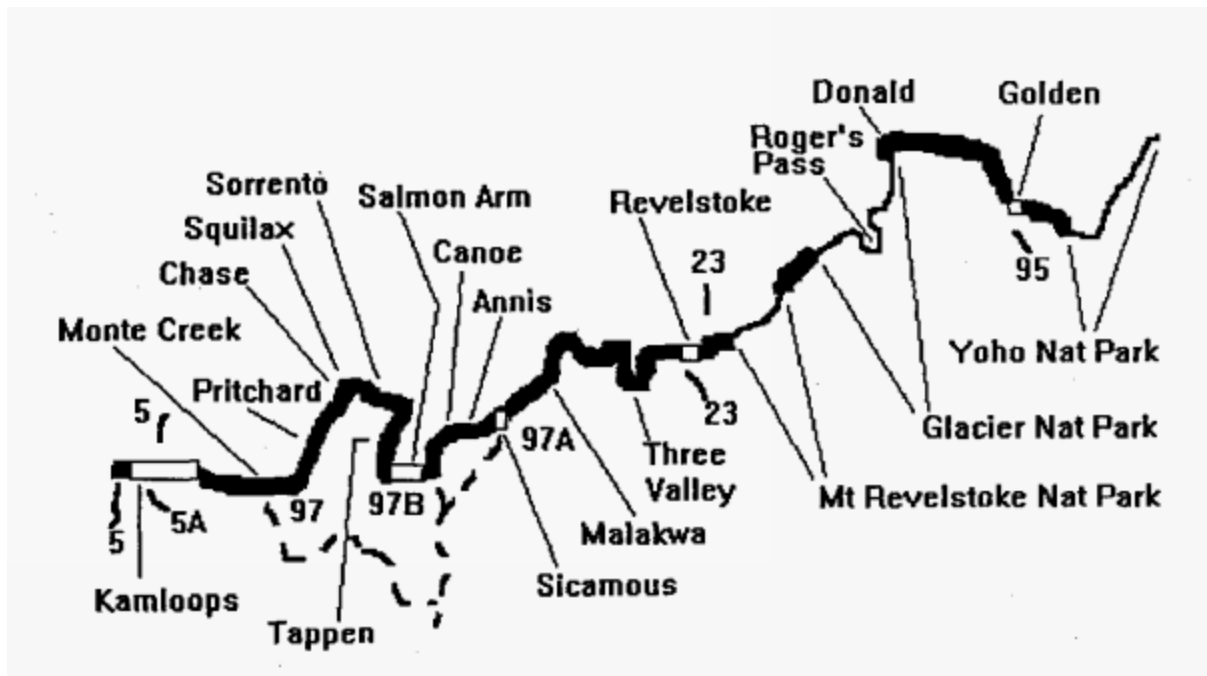 Donald
Golden
Roger's
Pass
Sorrento
Salmon Arm
Revelstoke
Squilax
Canoe
23
95
Chase
Annis
Monte Creek
Yoho Nat Park
Pritchard
5
23
97A
Glacier Nat Park
Three
Valley
97
97B
Mt Revelstoke Nat Park
5A
5
Malakwa
Sicamous
Kamloops
Tappen